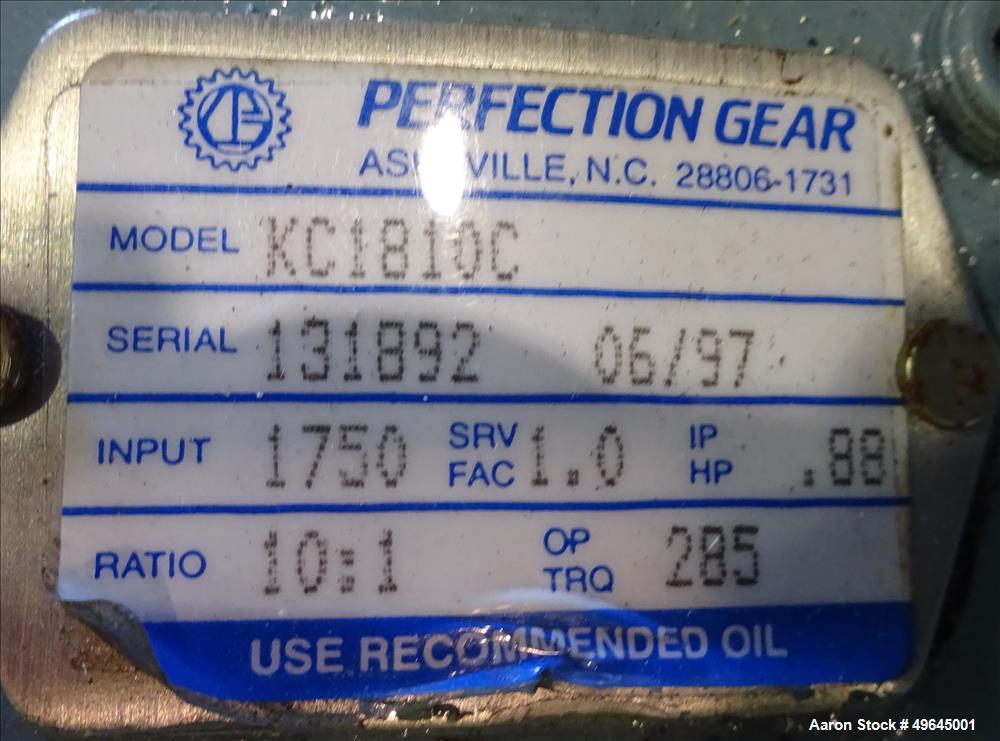 PERFECTION GEAR
ASHEVILLE, N.C. 28806-1731
MODEL KC1810C
SERIAL 131892 06/97
INPUT 1750 SRV FAC 1.0 IP HP .88
RATIO 10:1 OP TRQ 285
USE RECOMMENDED OIL
Aaron Stock # 49645001